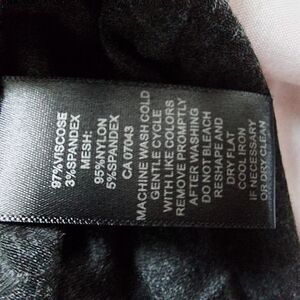 97%VISCOSE
3%SPANDEX
MESH:
95%NYLON
5%SPANDEX
CA 07043
MACHINE WASH COLD
GENTLE CYCLE
WITH LIKE COLORS
REMOVE PROMPTLY
AFTER WASHING
DO NOT BLEACH
RESHAPE AND
DRY FLAT
COOL IRON
IF NECESSARY
OR DRY CLEAN